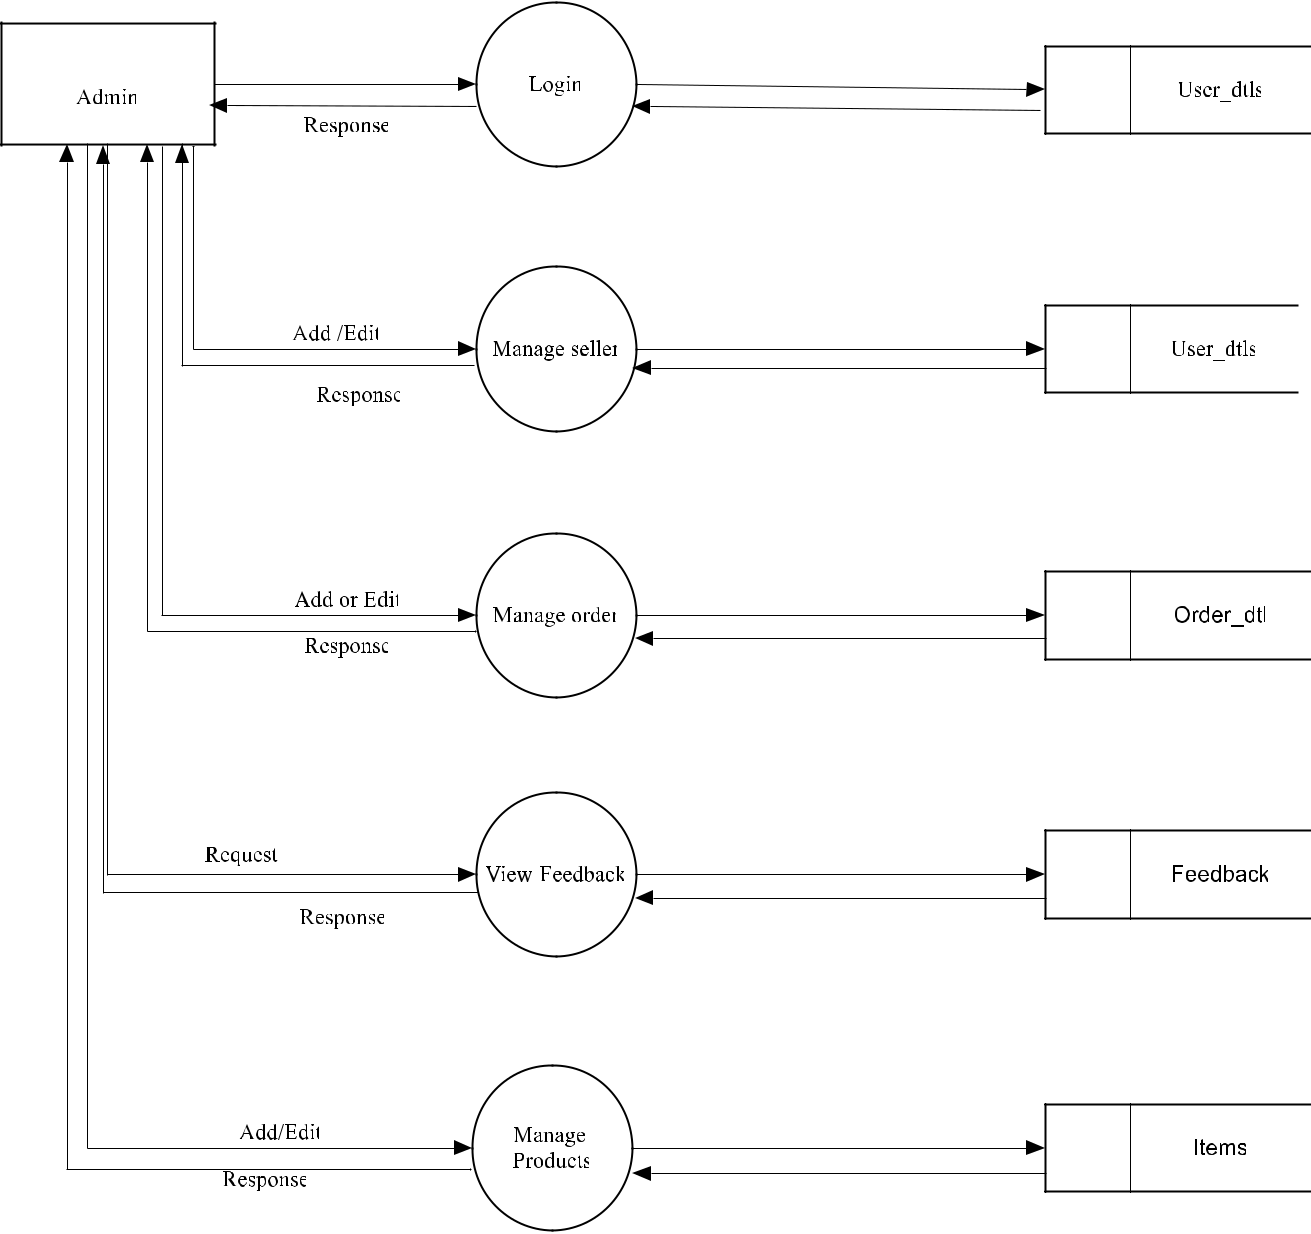 Admin
Login
User_dtls
Response
Add /Edit
Manage seller
User_dtls
Response
Add or Edit
Manage order
Order_dtl
Response
Request
View Feedback
Feedback
Response
Add/Edit
Manage
Products
Items
Response